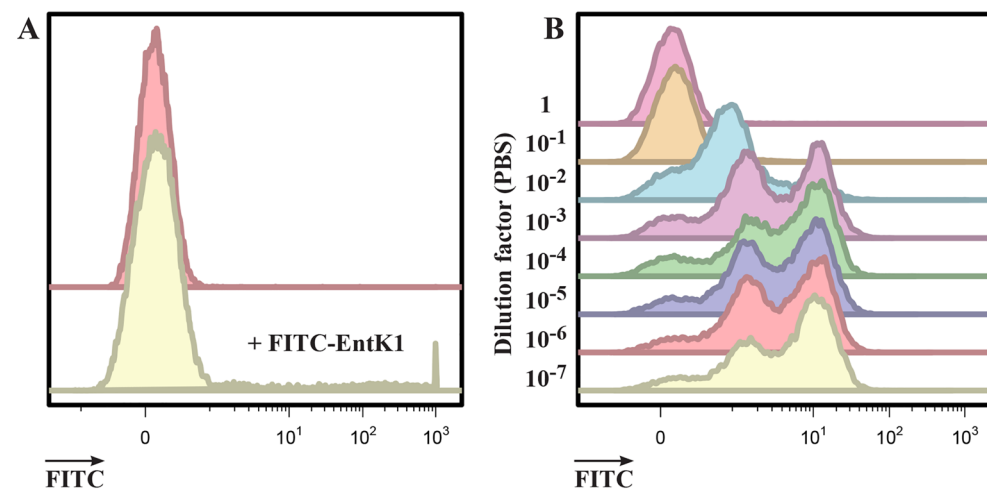 A
+ FITC-EntK1
0 10¹ 10² 10³
FITC
B
Dilution factor (PBS)
1
10⁻¹
10⁻²
10⁻³
10⁻⁴
10⁻⁵
10⁻⁶
10⁻⁷
0 10¹ 10² 10³
FITC